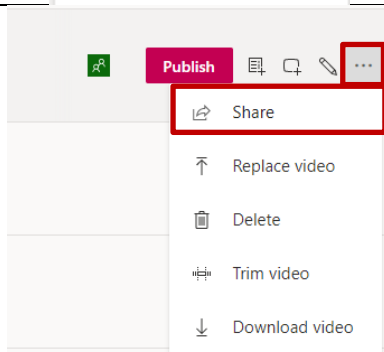 Publish
Share
Replace video
Delete
Trim video
Download video